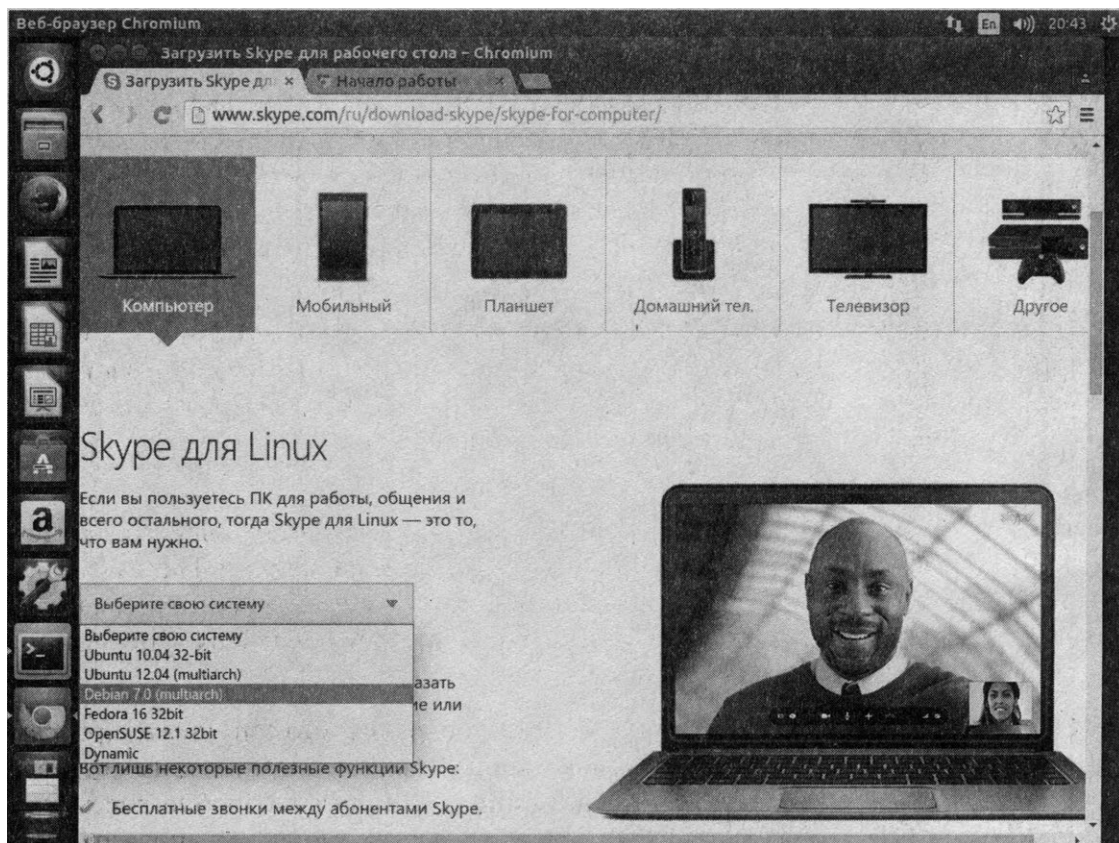 Веб-браузер Chromium
En 20:43
Загрузить Skype для рабочего стола – Chromium
Загрузить Skype дл × Начало работы ×
www.skype.com/ru/download-skype/skype-for-computer/
Компьютер Мобильный Планшет Домашний тел. Телевизор Другое
Skype для Linux
Если вы пользуетесь ПК для работы, общения и
всего остального, тогда Skype для Linux — это то,
что вам нужно.
Выберите свою систему
Выберите свою систему
Ubuntu 10.04 32-bit
Ubuntu 12.04 (multiarch)
Debian 7.0 (multiarch)
азать
Fedora 16 32bit
ие или
OpenSUSE 12.1 32bit
Dynamic
Вот лишь некоторые полезные функции Skype:
Бесплатные звонки между абонентами Skype.